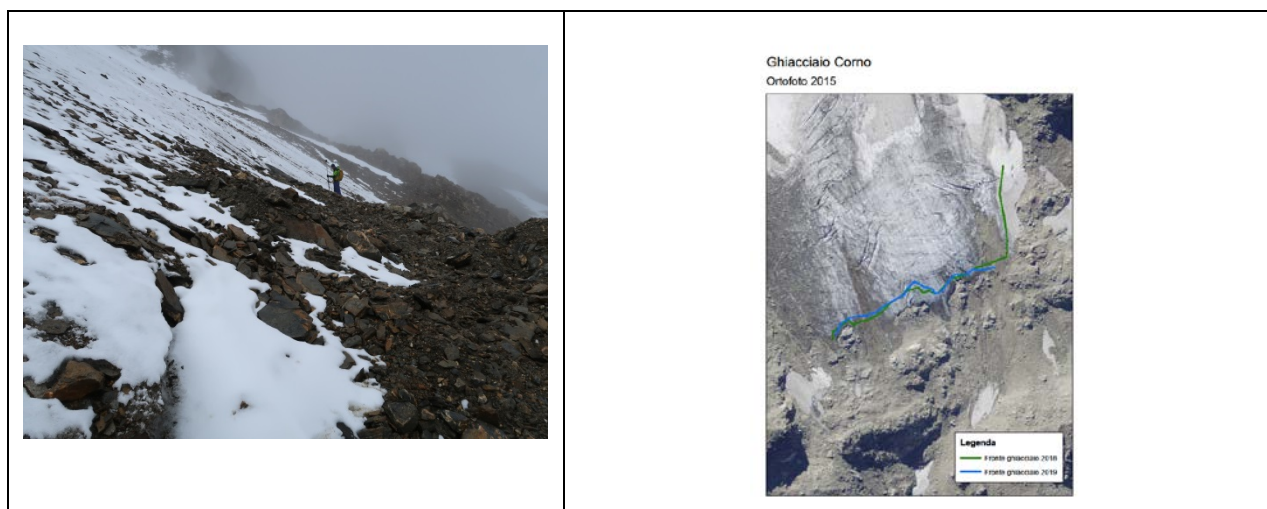 Ghiacciaio Corno
Ortofoto 2015
Legenda
Fronte ghiacciaio 2018
Fronte ghiacciaio 2019